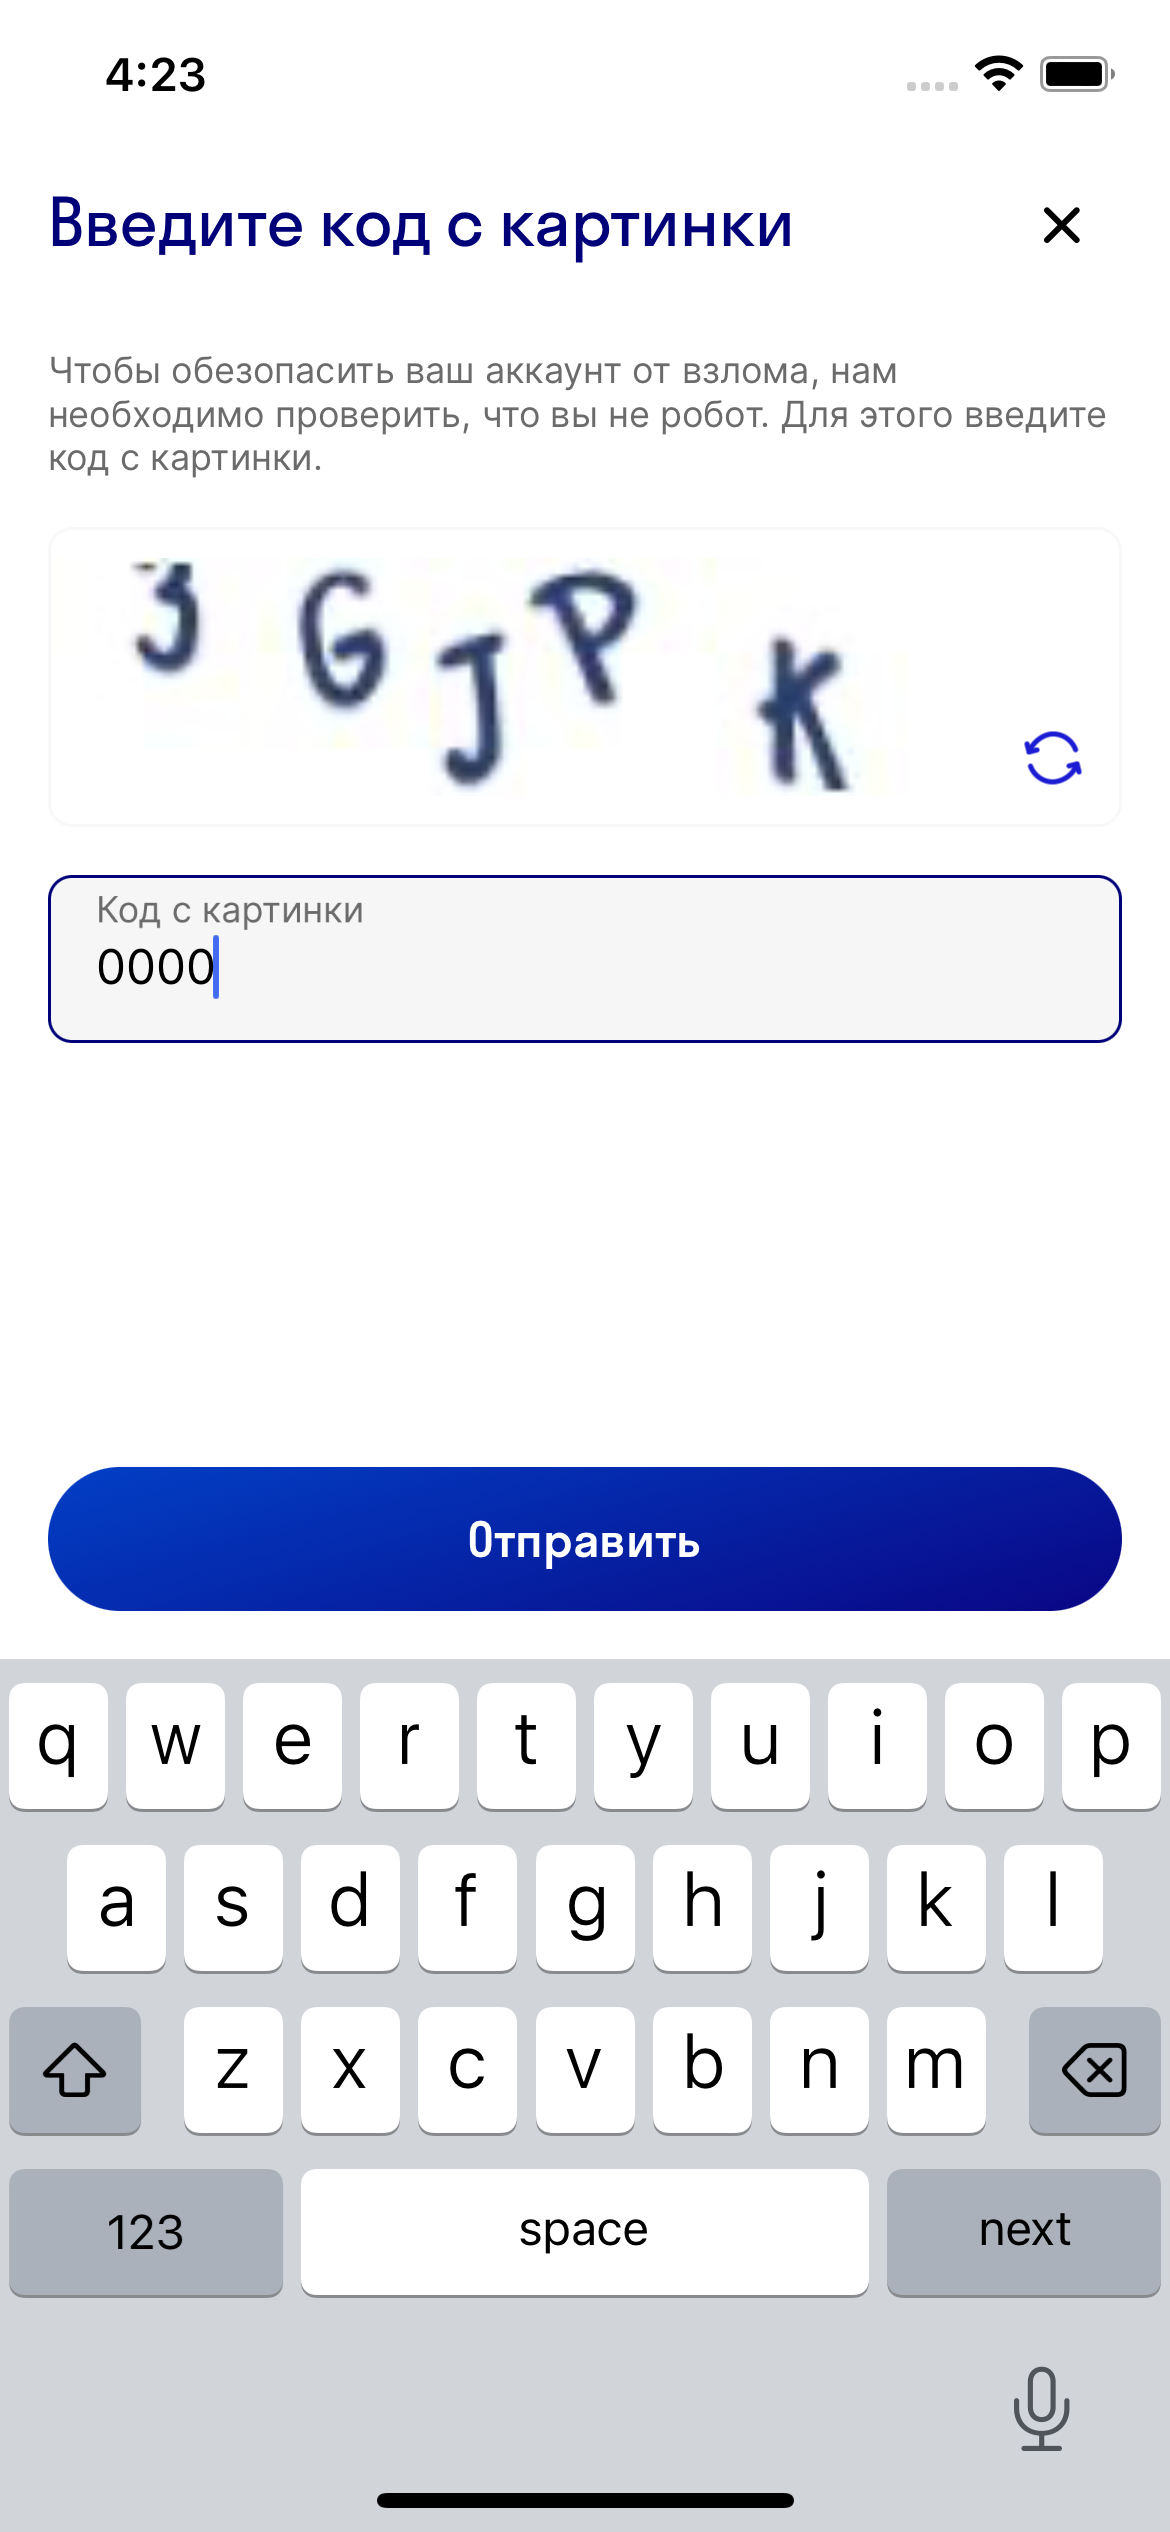 4:23
Введите код с картинки
Чтобы обезопасить ваш аккаунт от взлома, нам
необходимо проверить, что вы не робот. Для этого введите
код с картинки.
3 G J P K
Код с картинки
0000
Отправить
q w e r t y u i o p
a s d f g h j k l
z x c v b n m
123 space next